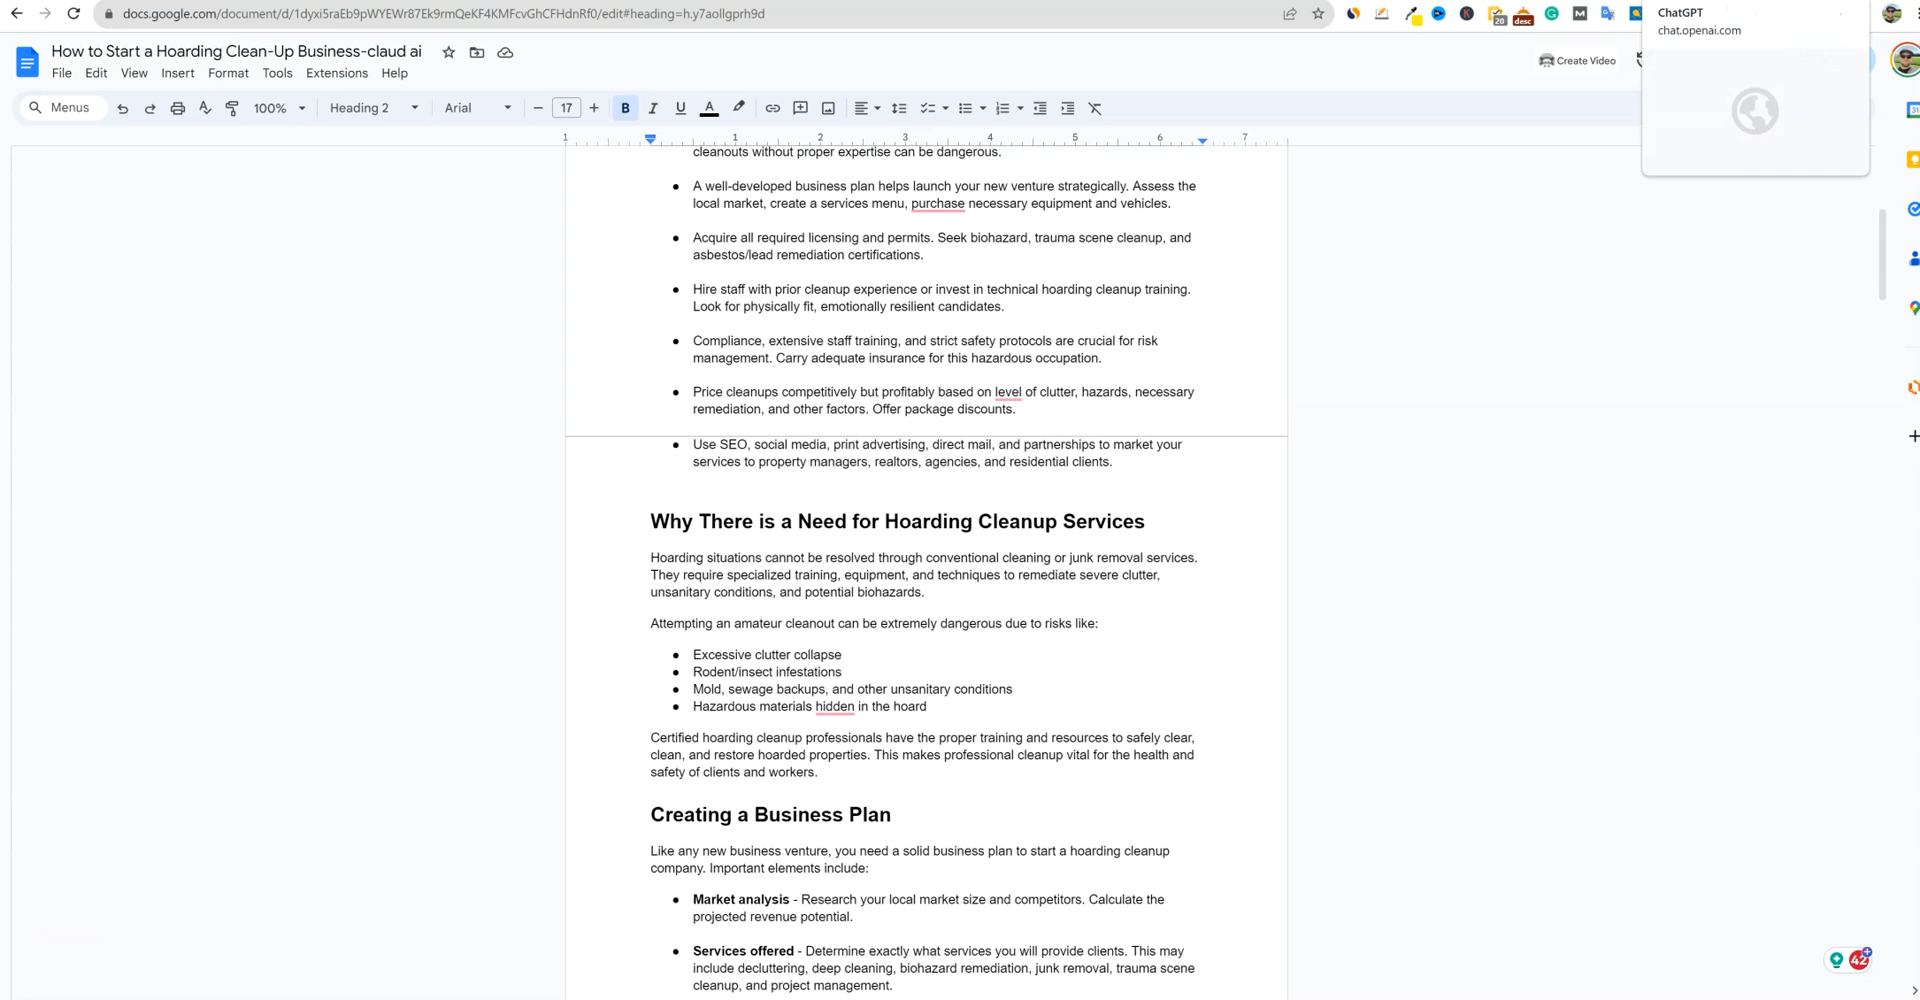 docs.google.com/document/d/1dyxi5raEb9pWYEWr87Ek9rmQeKF4KMFcvGhCFHdnRf0/edit#heading=h.y7aollgprh9d
20
desc
ChatGPT
chat.openai.com
How to Start a Hoarding Clean-Up Business-claud ai
File Edit View Insert Format Tools Extensions Help
Create Video
Menus 100% Heading 2 Arial 17 B I U A
1 1 2 3 4 5 6 7
cleanouts without proper expertise can be dangerous.
● A well-developed business plan helps launch your new venture strategically. Assess the
local market, create a services menu, purchase necessary equipment and vehicles.
● Acquire all required licensing and permits. Seek biohazard, trauma scene cleanup, and
asbestos/lead remediation certifications.
● Hire staff with prior cleanup experience or invest in technical hoarding cleanup training.
Look for physically fit, emotionally resilient candidates.
● Compliance, extensive staff training, and strict safety protocols are crucial for risk
management. Carry adequate insurance for this hazardous occupation.
● Price cleanups competitively but profitably based on level of clutter, hazards, necessary
remediation, and other factors. Offer package discounts.
● Use SEO, social media, print advertising, direct mail, and partnerships to market your
services to property managers, realtors, agencies, and residential clients.
Why There is a Need for Hoarding Cleanup Services
Hoarding situations cannot be resolved through conventional cleaning or junk removal services.
They require specialized training, equipment, and techniques to remediate severe clutter,
unsanitary conditions, and potential biohazards.
Attempting an amateur cleanout can be extremely dangerous due to risks like:
● Excessive clutter collapse
● Rodent/insect infestations
● Mold, sewage backups, and other unsanitary conditions
● Hazardous materials hidden in the hoard
Certified hoarding cleanup professionals have the proper training and resources to safely clear,
clean, and restore hoarded properties. This makes professional cleanup vital for the health and
safety of clients and workers.
Creating a Business Plan
Like any new business venture, you need a solid business plan to start a hoarding cleanup
company. Important elements include:
● Market analysis - Research your local market size and competitors. Calculate the
projected revenue potential.
● Services offered - Determine exactly what services you will provide clients. This may
include decluttering, deep cleaning, biohazard remediation, junk removal, trauma scene
cleanup, and project management.
42